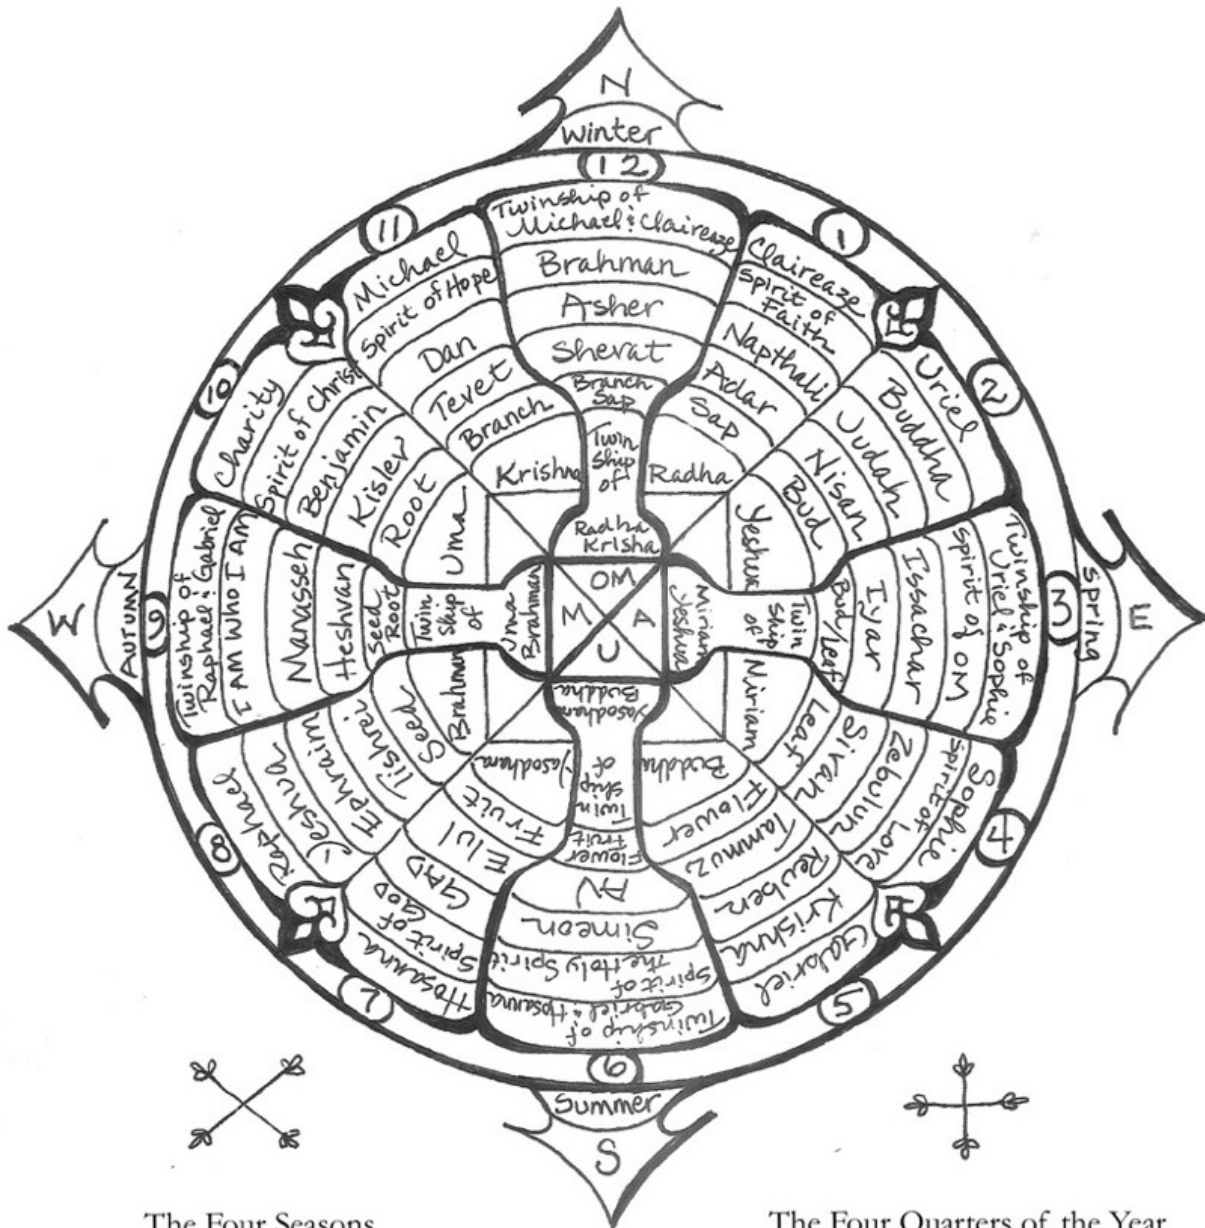 N
Winter
12
Twinship of
Michael & Claireaze
Brahman
Asher
Shevat
Branch
Sap
Twin
Ship
of
Radha
Krisha
1
Claireaze
Spirit of
Faith
Napthali
Adar
Sap
Radha
2
Uriel
Buddha
Judah
Nisan
Bud
Yeshua
E
Spring
3
Twinship of
Uriel & Sophie
Spirit of OM
Issachar
Iyar
Bud/Leaf
Twin
Ship
of
Miriam
Yeshua
4
Sophie
Spirit of Love
Zebulun
Sivan
Leaf
Miriam
5
Gabriel
Krishna
Reuben
Tammuz
Flower
Buddha
S
Summer
6
Twinship of
Gabriel & Hosanna
Spirit of
the Holy Spirit
Simeon
AV
Flower
Fruit
Twin
Ship
of
Yasodhara
Buddha
7
Hosanna
Spirit of
GOD
GAD
Elul
Fruit
Yasodhara
8
Raphael
Yeshua
Ephraim
Tishrei
Seed
Brahman
W
AUTUMN
9
Twinship of
Raphael & Gabriel
I AM WHO I AM
Manasseh
Heshvan
Seed
Root
Twin
Ship
of
Uma
Brahman
10
Charity
Spirit of Christ
Benjamin
Kislev
Root
Uma
11
Michael
Spirit of Hope
Dan
Tevet
Branch
Krishna
OM
A
U
M
The Four Seasons
The Four Quarters of the Year